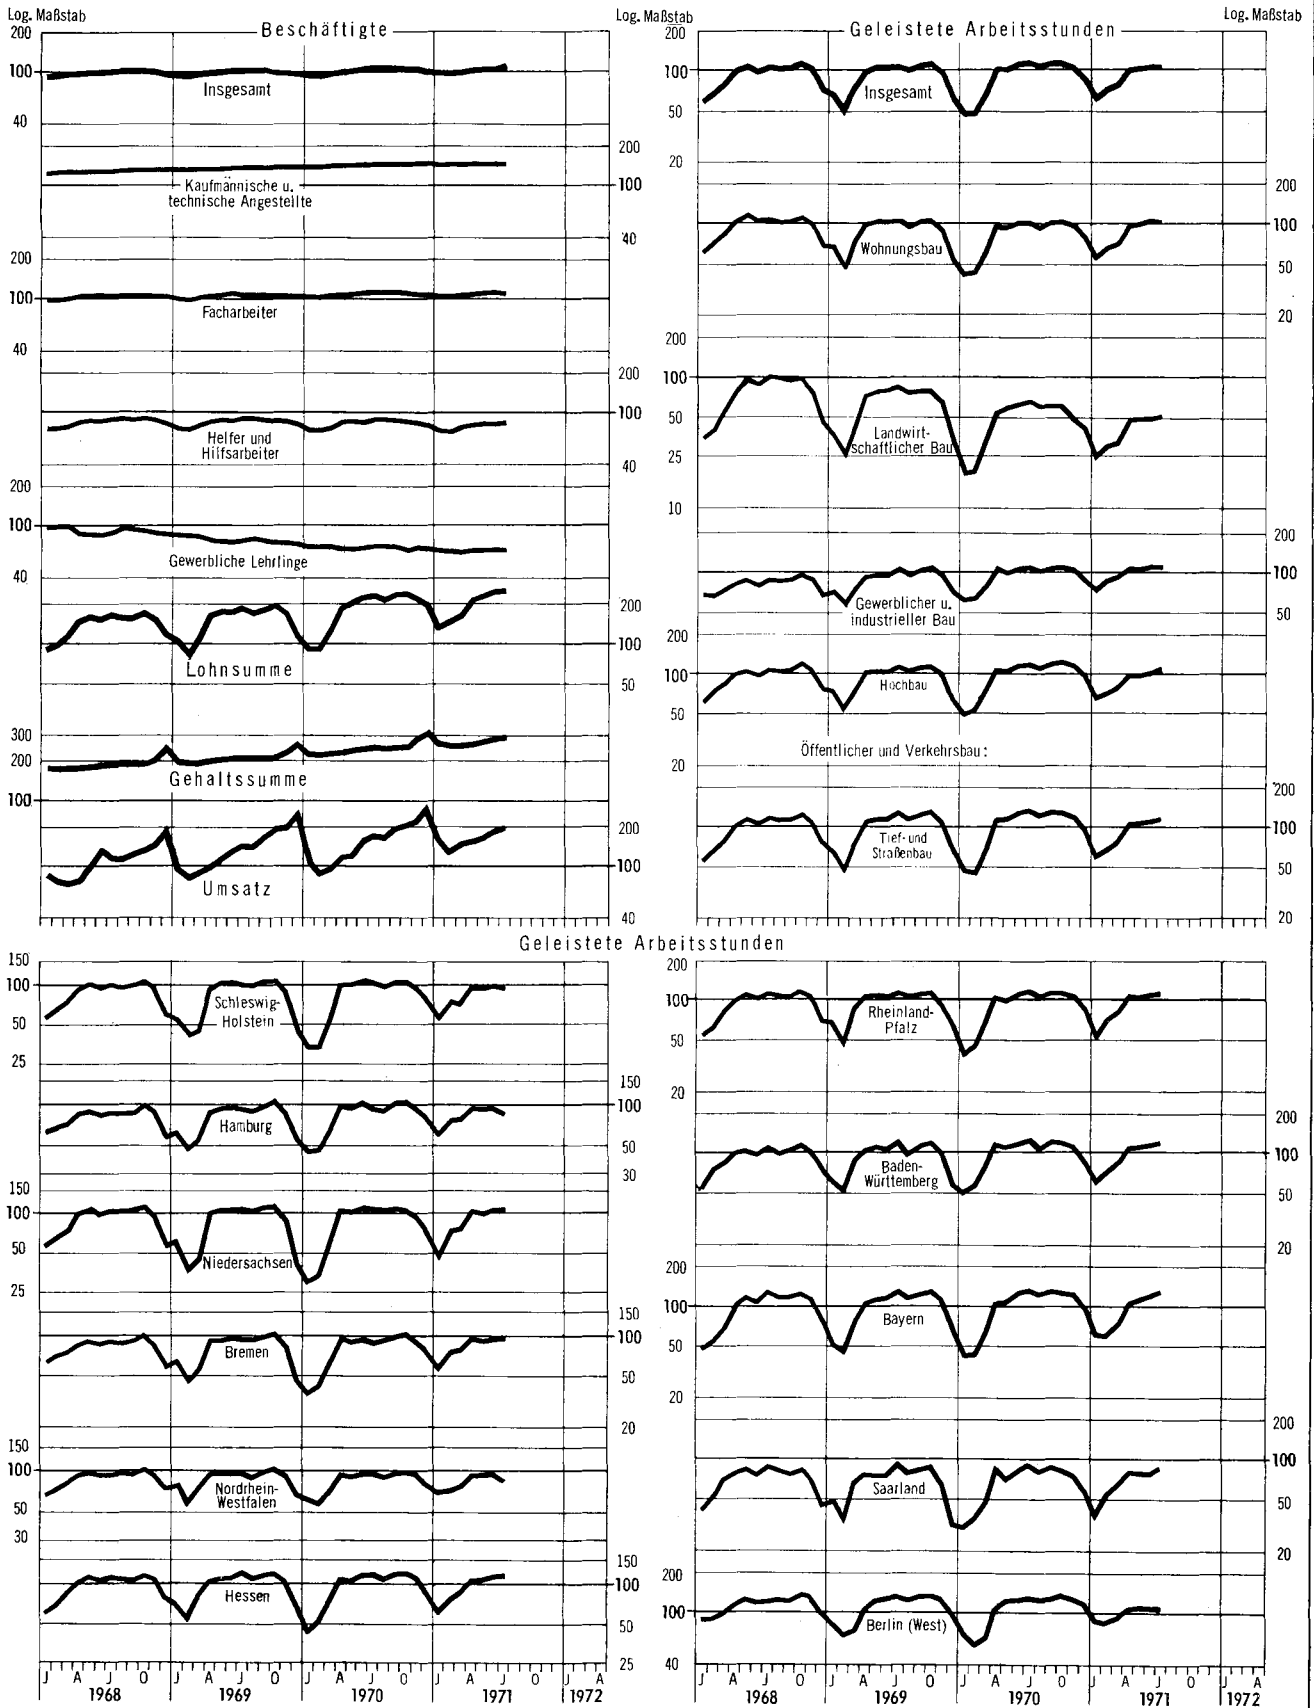 Log. Maßstab
Log. Maßstab
Log. Maßstab
Beschäftigte
200
100
Insgesamt
40
200
Kaufmännische u.
technische Angestellte
100
40
200
100
Facharbeiter
40
200
100
Helfer und
Hilfsarbeiter
40
200
100
Gewerbliche Lehrlinge
40
200
100
Lohnsumme
50
300
200
Gehaltssumme
100
200
100
Umsatz
40
Geleistete Arbeitsstunden
200
100
Insgesamt
50
20
200
100
Wohnungsbau
50
20
200
100
50
Landwirt-
schaftlicher Bau
25
10
200
100
Gewerblicher u.
industrieller Bau
50
200
100
Hochbau
50
Öffentlicher und Verkehrsbau:
20
200
100
Tief- und
Straßenbau
50
20
Geleistete Arbeitsstunden
150
100
Schleswig-
Holstein
50
25
150
100
Hamburg
50
30
150
100
50
Niedersachsen
25
150
100
Bremen
50
20
150
100
Nordrhein-
Westfalen
50
30
150
100
Hessen
50
25
J A J O J A J O J A J O J A J O J A
1968 1969 1970 1971 1972
200
100
Rheinland-
Pfalz
50
20
200
100
Baden-
Württemberg
50
20
200
100
Bayern
50
20
200
100
Saarland
50
20
200
100
Berlin (West)
40
J A J O J A J O J A J O J A J O J A
1968 1969 1970 1971 1972